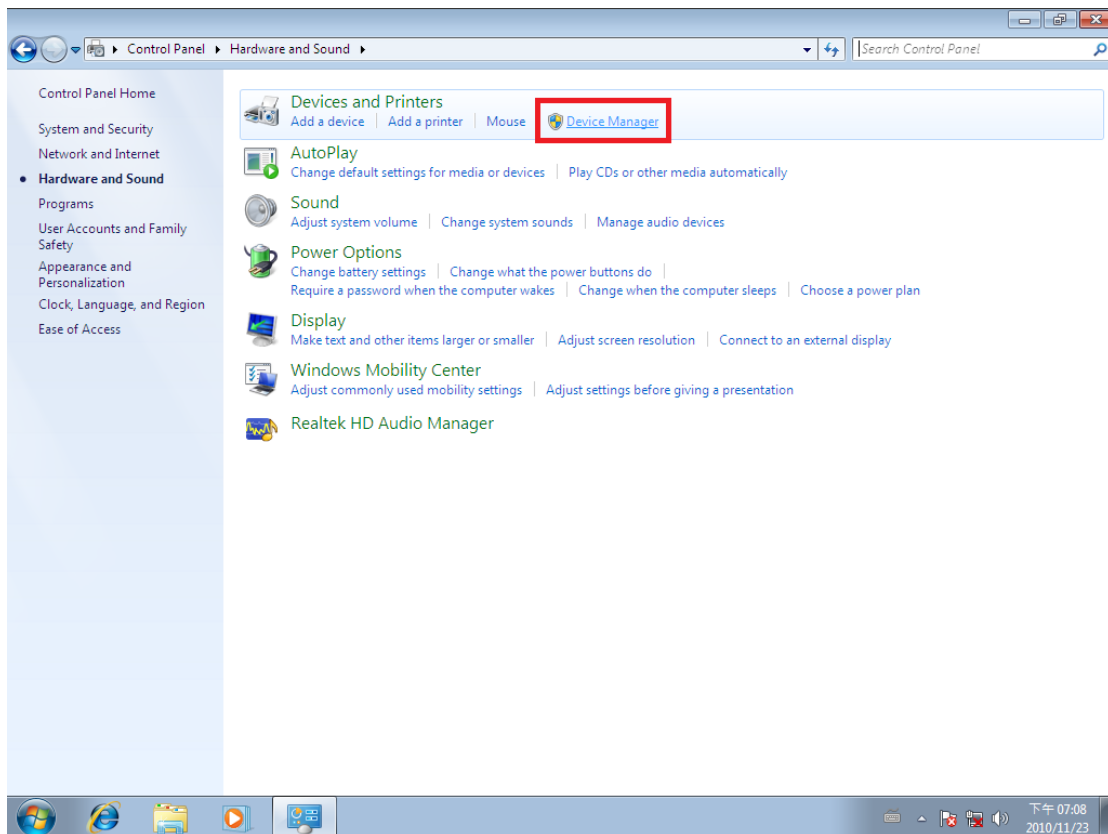 Control Panel Hardware and Sound
Search Control Panel
Control Panel Home
System and Security
Network and Internet
Hardware and Sound
Programs
User Accounts and Family
Safety
Appearance and
Personalization
Clock, Language, and Region
Ease of Access
Devices and Printers
Add a device Add a printer Mouse Device Manager
AutoPlay
Change default settings for media or devices Play CDs or other media automatically
Sound
Adjust system volume Change system sounds Manage audio devices
Power Options
Change battery settings Change what the power buttons do
Require a password when the computer wakes Change when the computer sleeps Choose a power plan
Display
Make text and other items larger or smaller Adjust screen resolution Connect to an external display
Windows Mobility Center
Adjust commonly used mobility settings Adjust settings before giving a presentation
Realtek HD Audio Manager
下午 07:08
2010/11/23